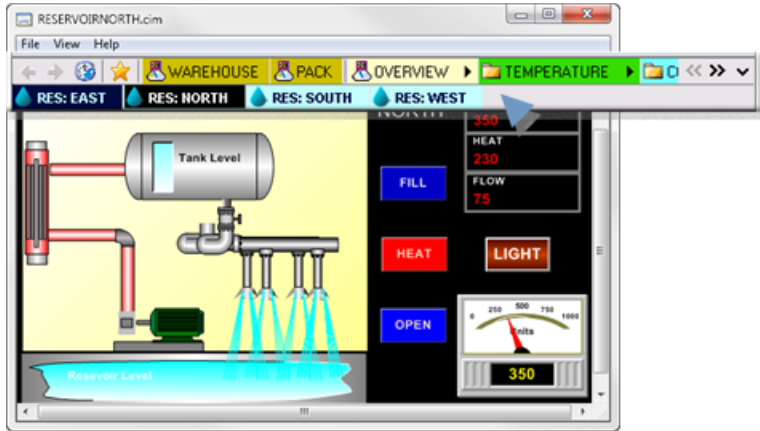 RESERVOIRNORTH.cim
File View Help
WAREHOUSE PACK OVERVIEW TEMPERATURE
RES: EAST RES: NORTH RES: SOUTH RES: WEST
NORTH
350
Tank Level
HEAT
230
FILL
FLOW
75
HEAT
LIGHT
0 250 500 750 1000
Units
OPEN
350
Resevoir Level